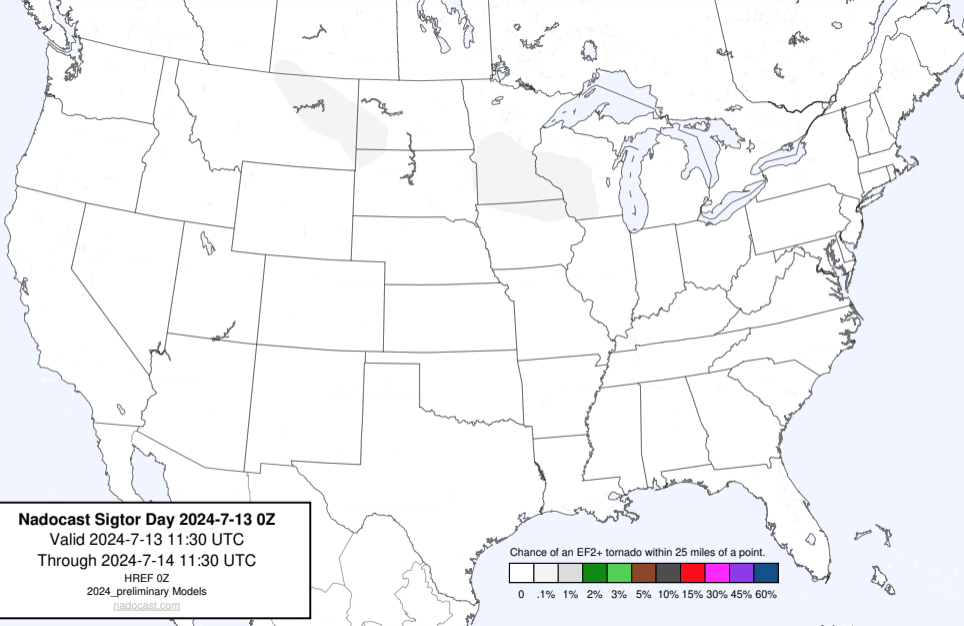 Nadocast Sigtor Day 2024-7-13 0Z
Valid 2024-7-13 11:30 UTC
Through 2024-7-14 11:30 UTC
HREF 0Z
2024_preliminary Models
nadocast.com
Chance of an EF2+ tornado within 25 miles of a point.
0 .1% 1% 2% 3% 5% 10% 15% 30% 45% 60%